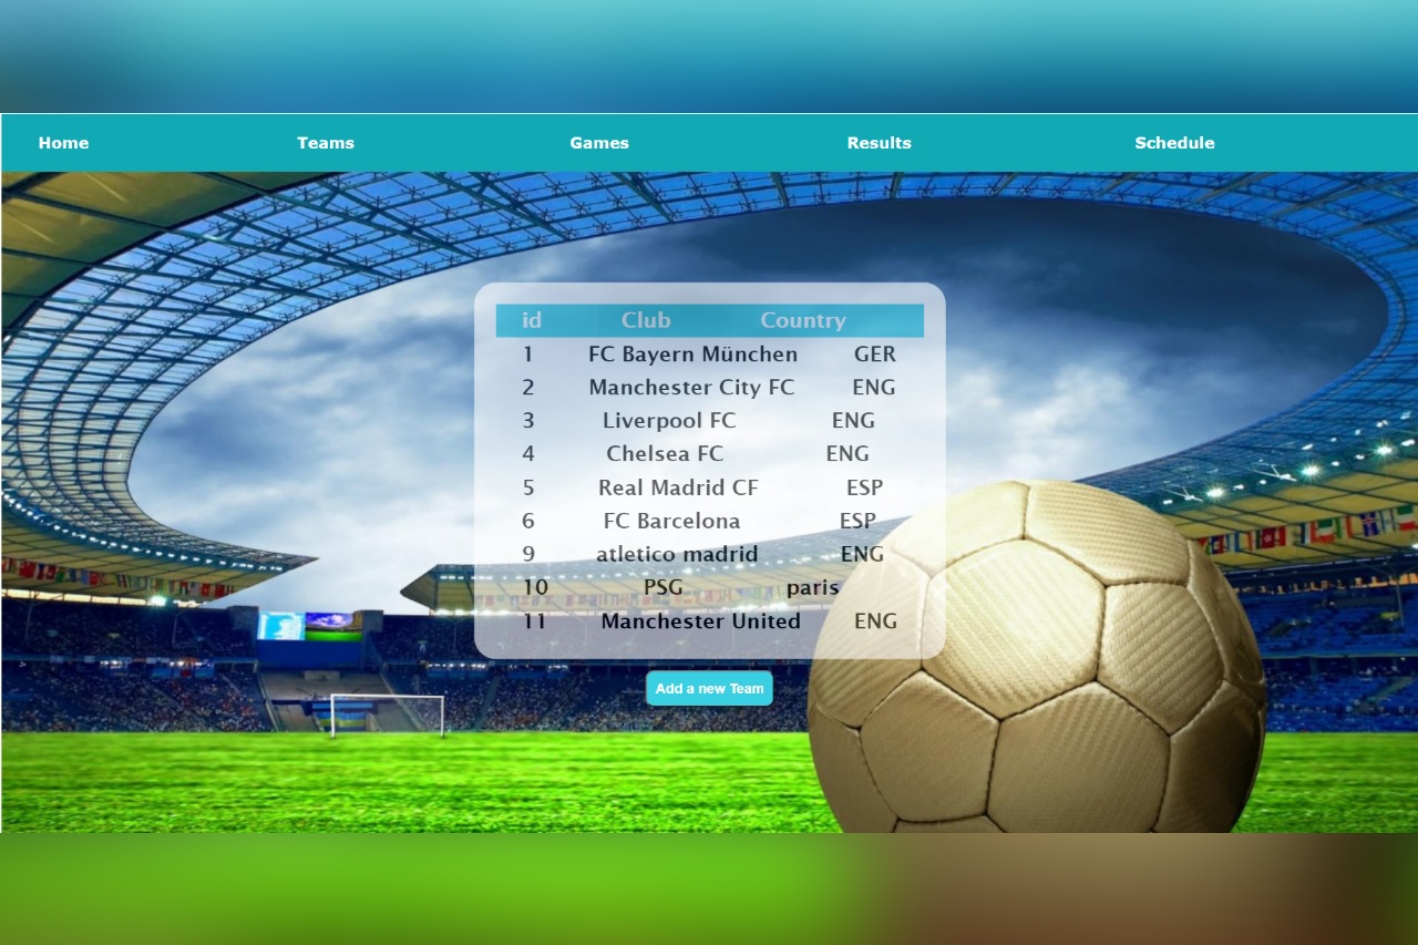 Home Teams Games Results Schedule
id Club Country
1 FC Bayern München GER
2 Manchester City FC ENG
3 Liverpool FC ENG
4 Chelsea FC ENG
5 Real Madrid CF ESP
6 FC Barcelona ESP
9 atletico madrid ENG
10 PSG paris
11 Manchester United ENG
Add a new Team